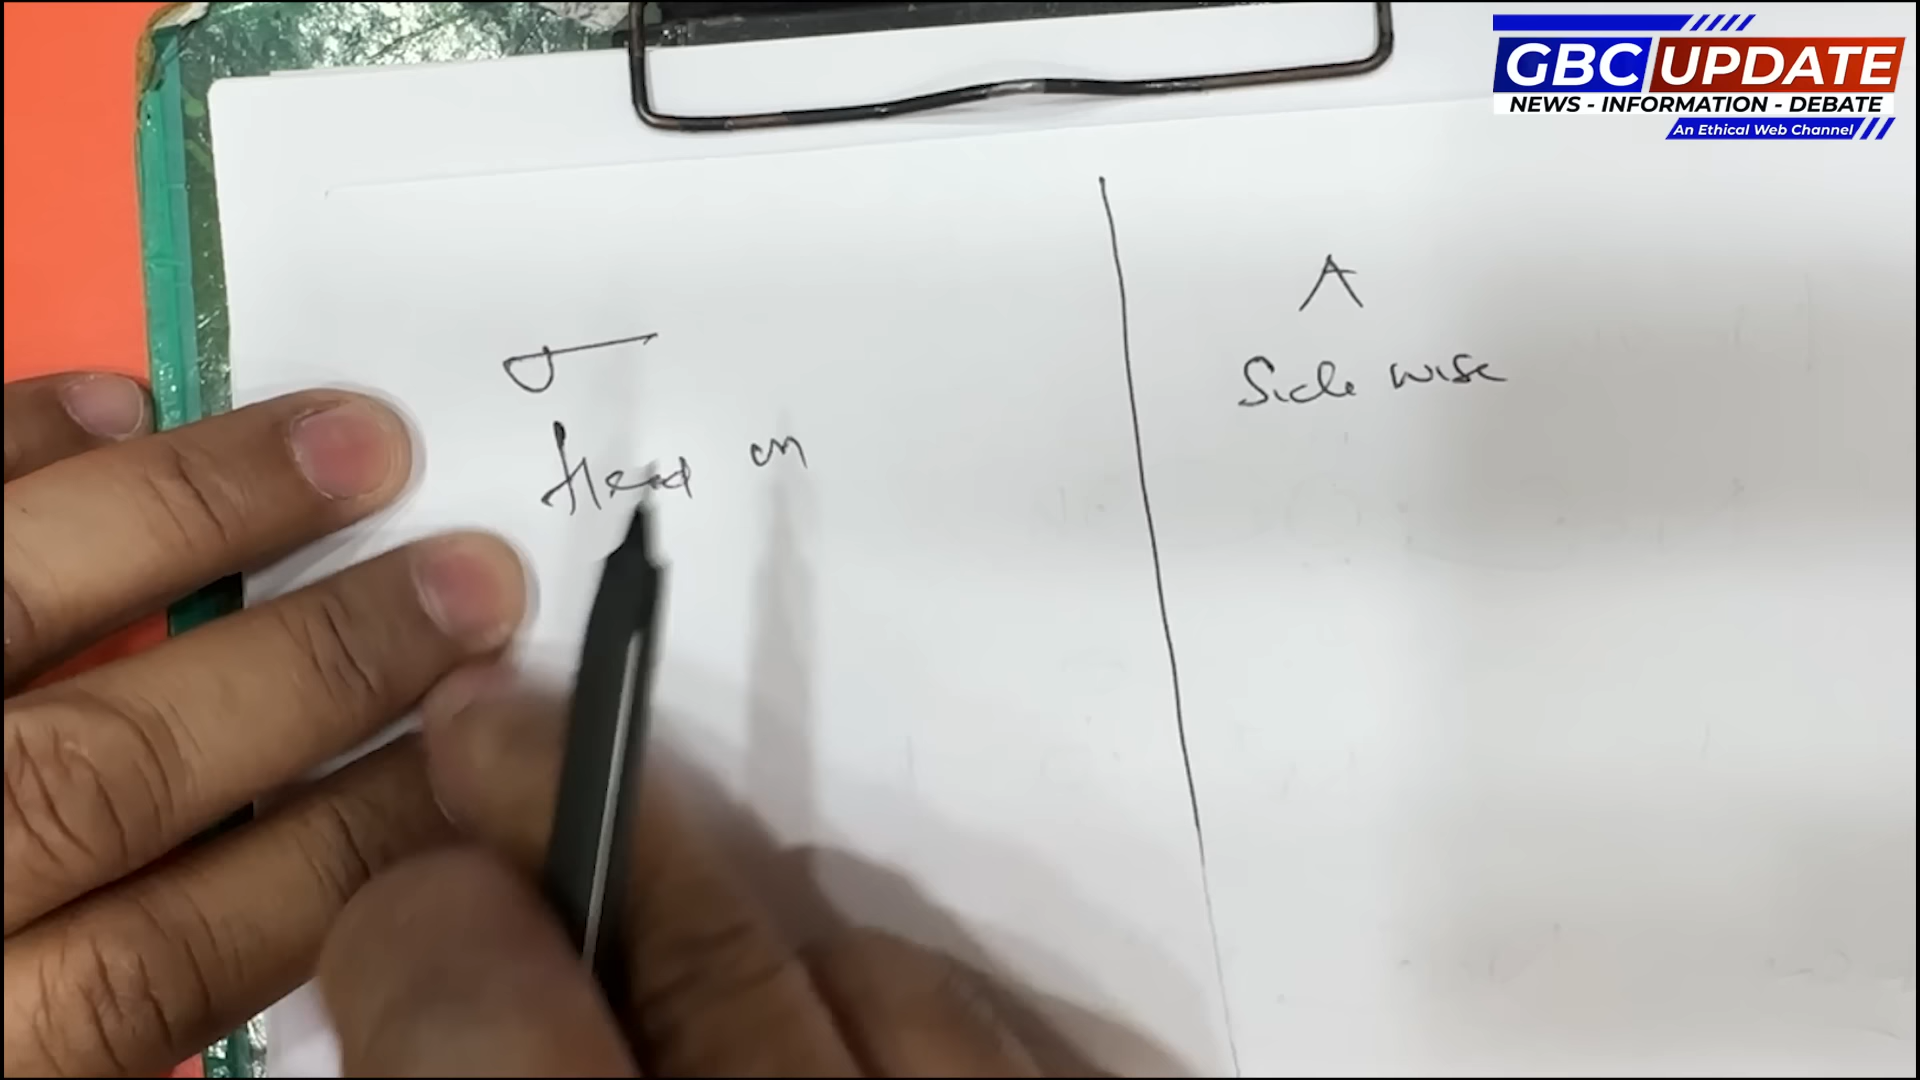 GBC UPDATE
NEWS - INFORMATION - DEBATE
An Ethical Web Channel
Head on
A
Side wise